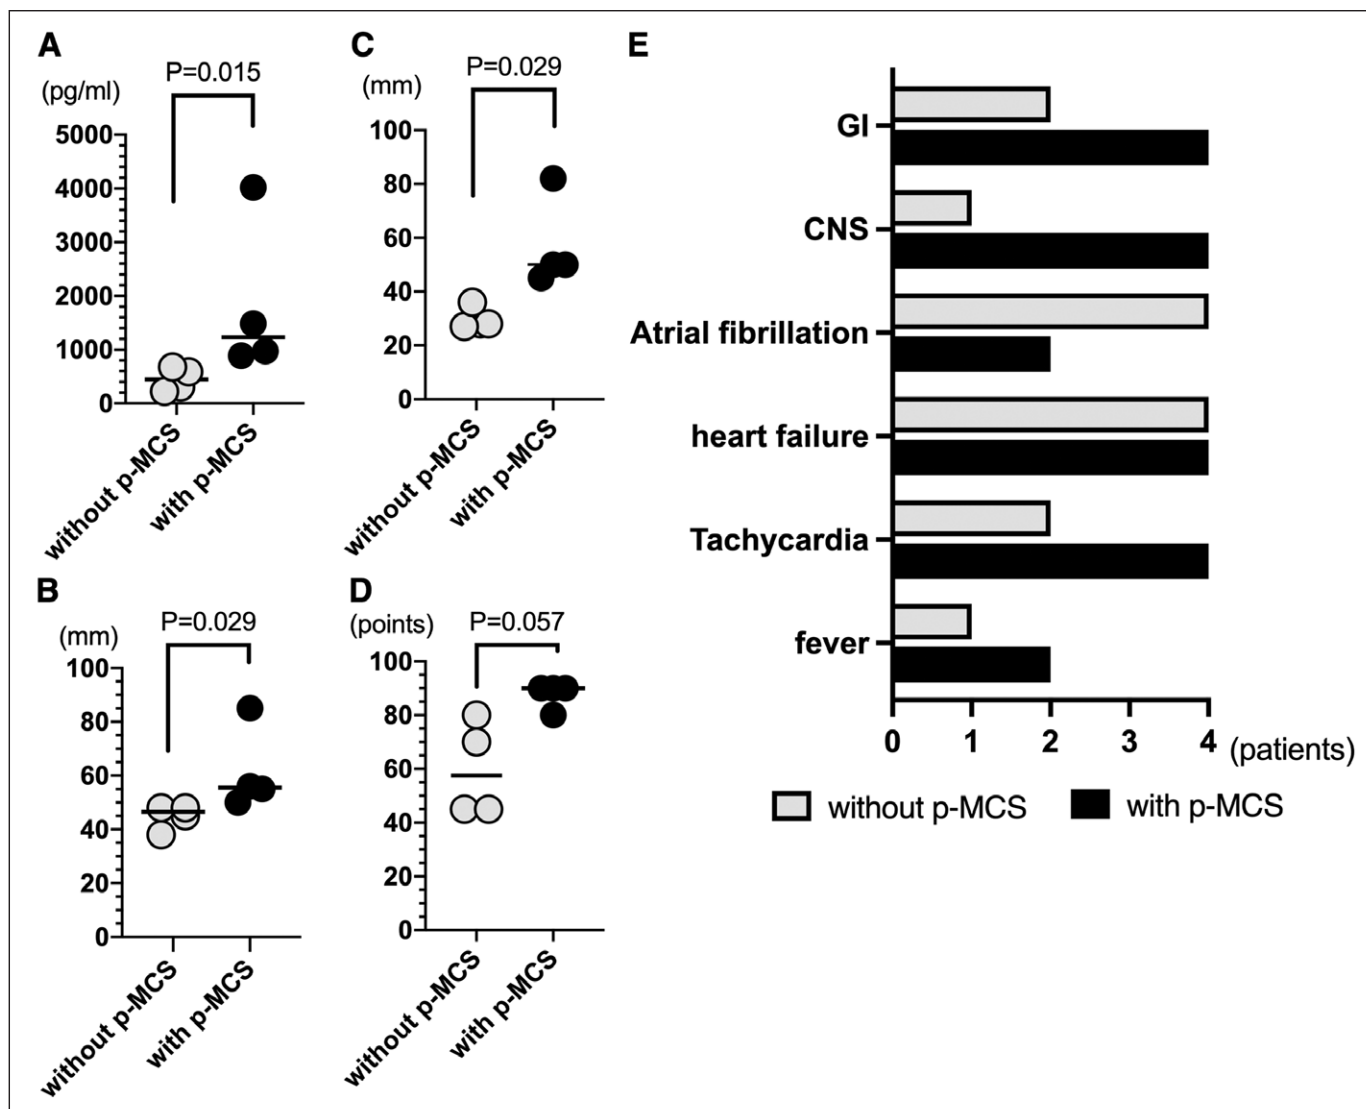 A
P=0.015
(pg/ml)
5000
4000
3000
2000
1000
0
without p-MCS
with p-MCS
C
P=0.029
(mm)
100
80
60
40
20
0
without p-MCS
with p-MCS
B
P=0.029
(mm)
100
80
60
40
20
0
without p-MCS
with p-MCS
D
(points)
P=0.057
100
80
60
40
20
0
without p-MCS
with p-MCS
E
GI
CNS
Atrial fibrillation
heart failure
Tachycardia
fever
0 1 2 3 4 (patients)
without p-MCS with p-MCS